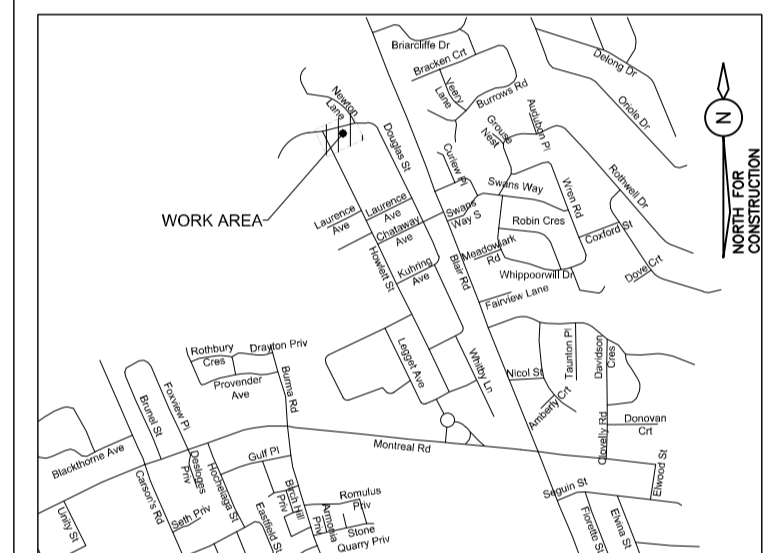 Briarcliffe Dr
Bracken Crt
Veery
Lane
Burrows Rd
Delong Dr
Oriole Dr
Newton
Lane
Douglas St
Grouse
Nest
Audubon Pl
N
NORTH FOR
CONSTRUCTION
WORK AREA
Curlew Pl
Swans Way
Wren Rd
Rothwell Dr
Laurence
Ave
Laurence
Ave
Chataway
Ave
Swans
Way S
Robin Cres
Coxford St
Meadowlark
Rd
Whippoorwill Dr
Dove Crt
Howlett St
Kuhring
Ave
Blair Rd
Fairview Lane
Rothbury
Cres
Drayton Priv
Provender
Ave
Burma Rd
Legget Ave
Whitby Ln
Nicol St
Taunton Pl
Davidson
Cres
Amberly Crt
Brunel St
Foxview Pl
Donovan
Crt
Clovelly Rd
Montreal Rd
Blackthorne Ave
Carson's Rd
Desloges
Priv
Hochelaga St
Gulf Pl
Seguin St
Elwood St
Unity St
Seth Priv
Eastfield St
Birch Hill
Priv
Armonia
Priv
Romulus
Priv
Stone
Quarry Priv
Fiorette St
Elvina St